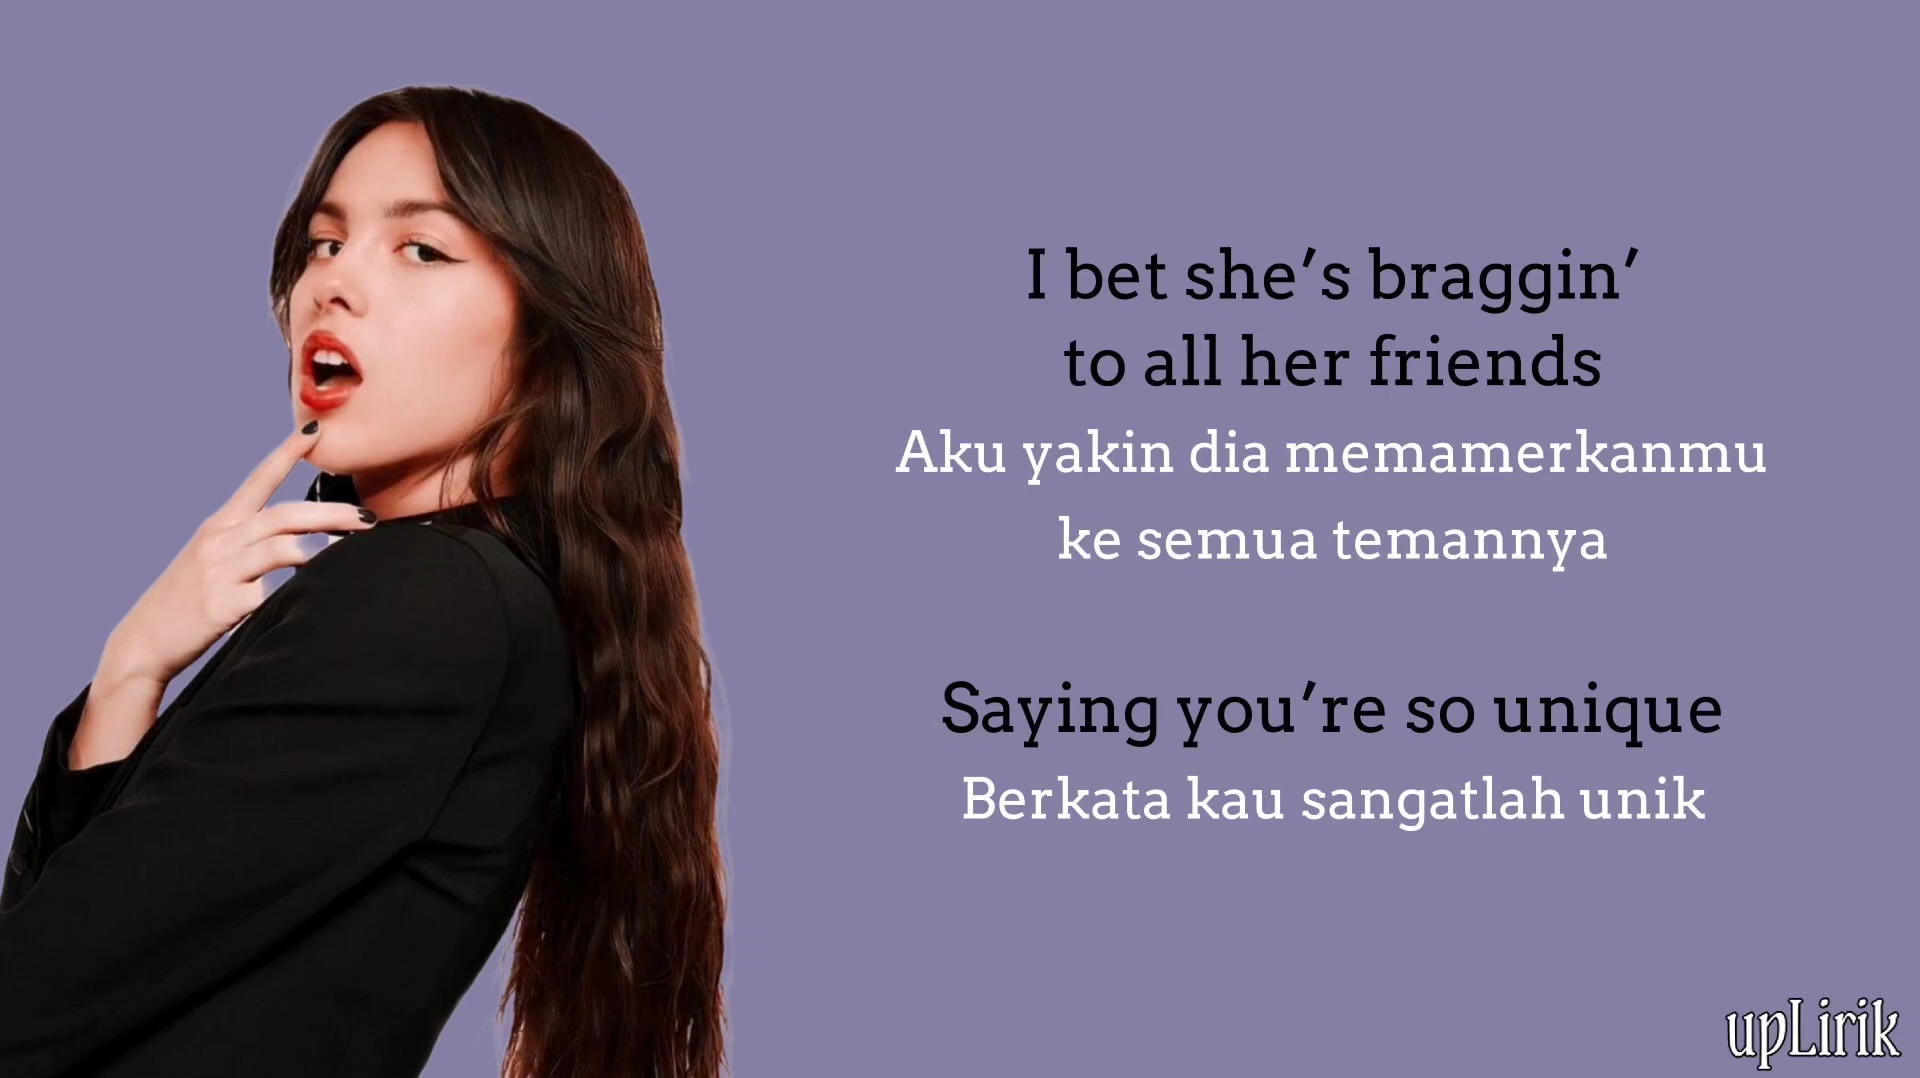 I bet she’s braggin’
to all her friends
Aku yakin dia memamerkanmu
ke semua temannya
Saying you’re so unique
Berkata kau sangatlah unik
upLirik